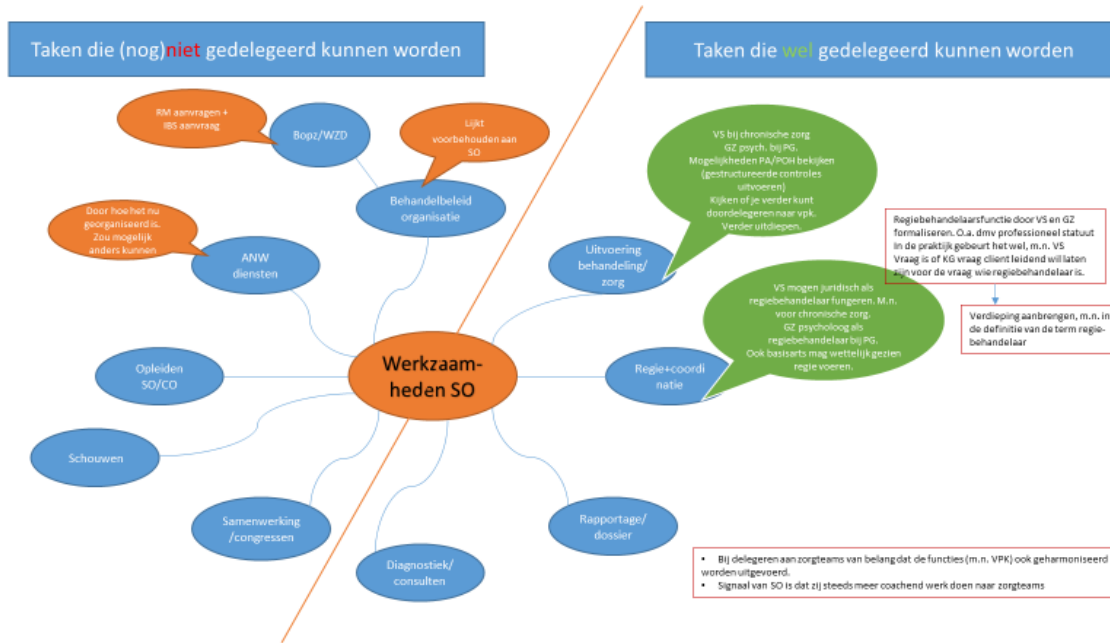 Taken die (nog)niet gedelegeerd kunnen worden
Taken die wel gedelegeerd kunnen worden
RM aanvragen +
IBS aanvraag
Bopz/WZD
Lijkt
voorbehouden aan
SO
Behandelbeleid
organisatie
Door hoe het nu
georganiseerd is.
Zou mogelijk
anders kunnen
ANW
diensten
Opleiden
SO/CO
Schouwen
Samenwerking
/congressen
Diagnostiek/
consulten
Werkzaam-
heden SO
VS bij chronische zorg
GZ psych. bij PG.
Mogelijkheden PA/POH bekijken
(gestructureerde controles
uitvoeren)
Kijken of je verder kunt
doordelegeren naar vpk.
Verder uitdiepen.
Uitvoering
behandeling/
zorg
VS mogen juridisch als
regiebehandelaar fungeren. M.n.
voor chronische zorg.
GZ psycholoog als
regiebehandelaar bij PG.
Ook basisarts mag wettelijk gezien
regie voeren.
Regie+coordi
natie
Rapportage/
dossier
Regiebehandelaarsfunctie door VS en GZ
formaliseren. O.a. dmv professioneel statuut
In de praktijk gebeurt het wel, m.n. VS
Vraag is of KG vraag client leidend wil laten
zijn voor de vraag wie regiebehandelaar is.
Verdieping aanbrengen, m.n. in
de definitie van de term regie-
behandelaar
• Bij delegeren aan zorgteams van belang dat de functies (m.n. VPK) ook geharmoniseerd
worden uitgevoerd.
• Signaal van SO is dat zij steeds meer coachend werk doen naar zorgteams